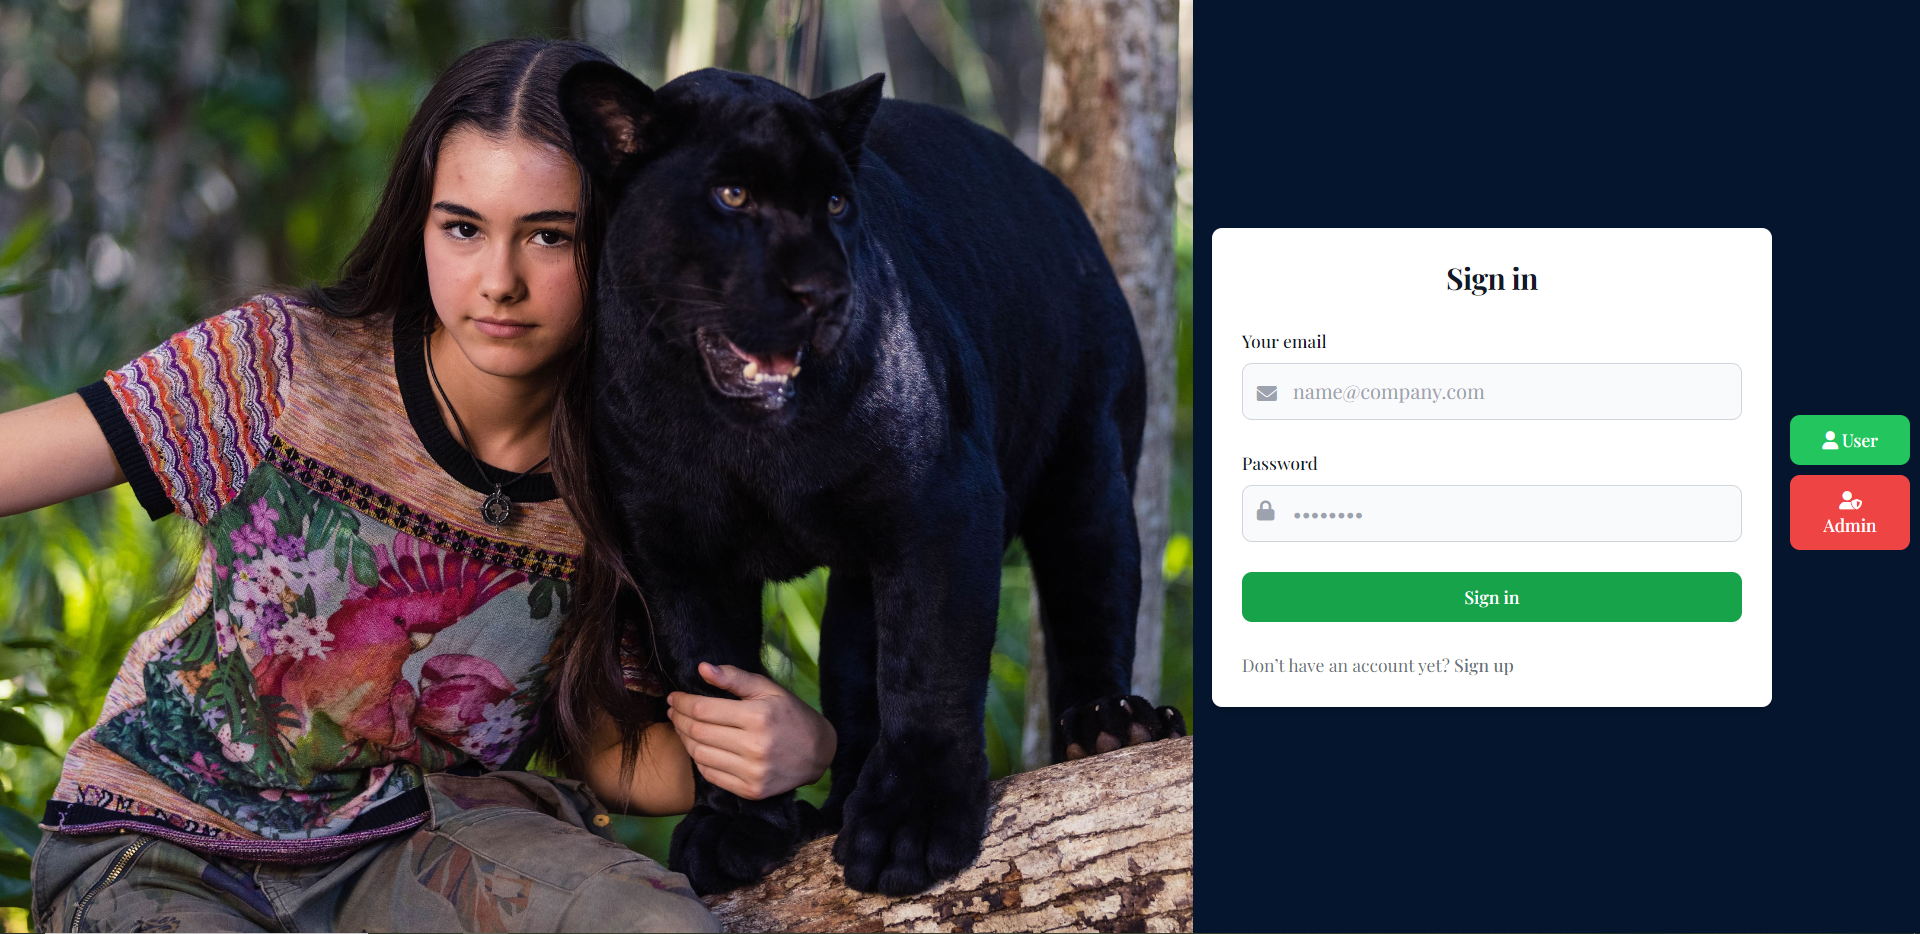 Sign in
Your email
name@company.com
Password
Sign in
Don't have an account yet? Sign up
User
Admin